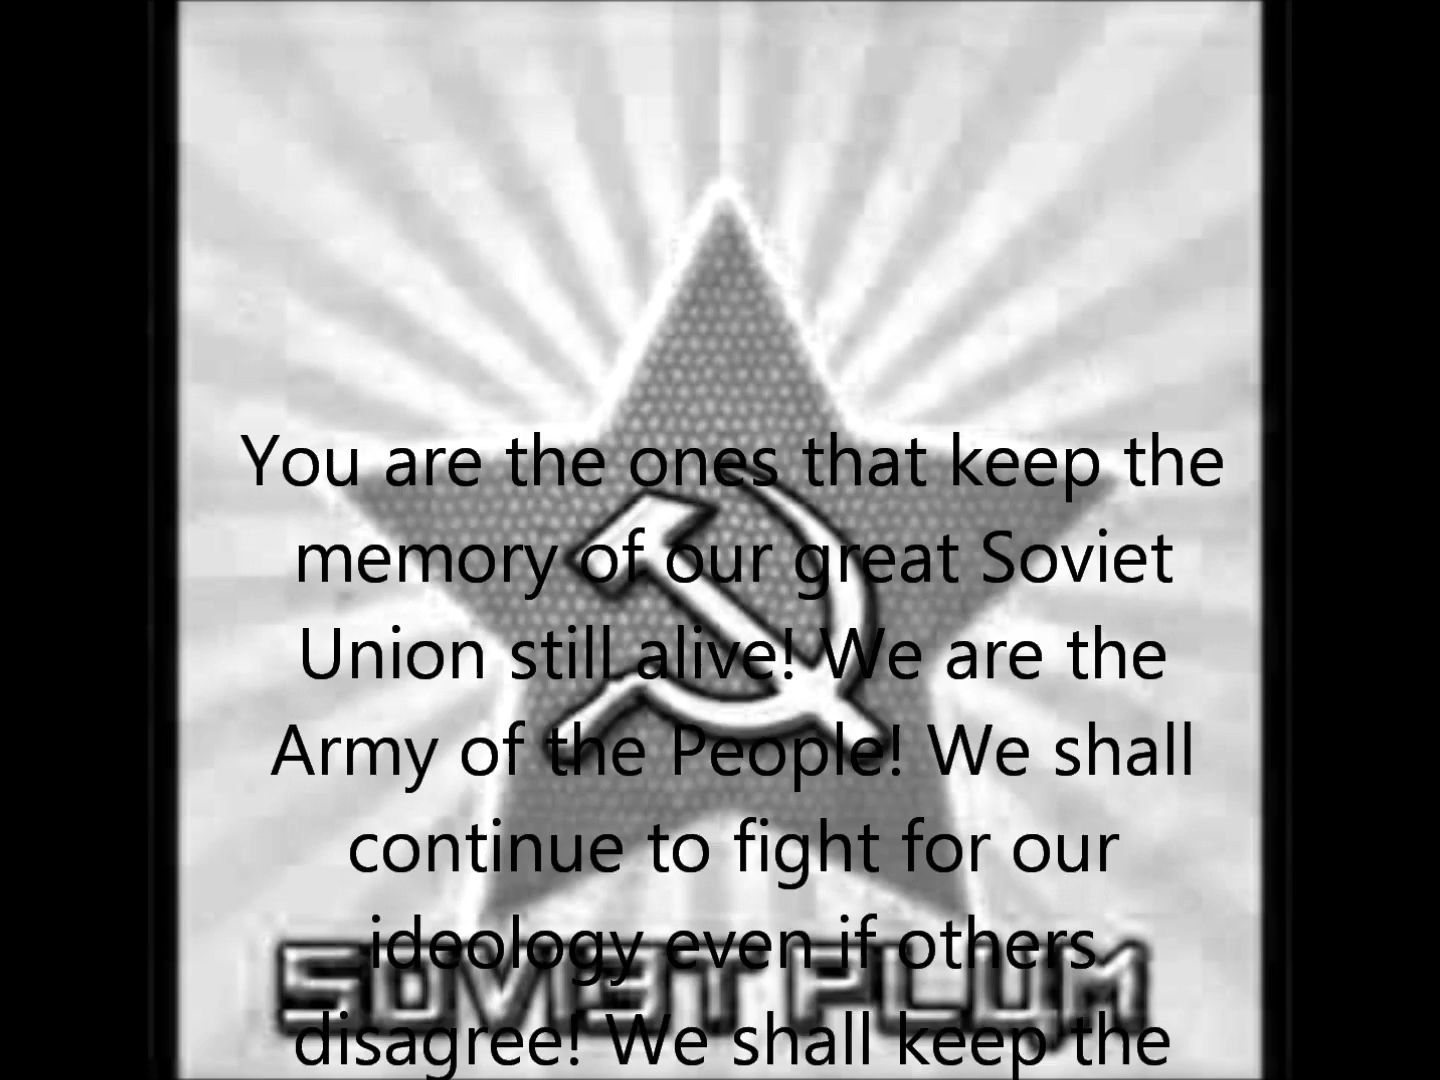 You are the ones that keep the
memory of our great Soviet
Union still alive! We are the
Army of the People! We shall
continue to fight for our
ideology even if others
SOVIET PLUM
disagree! We shall keep the